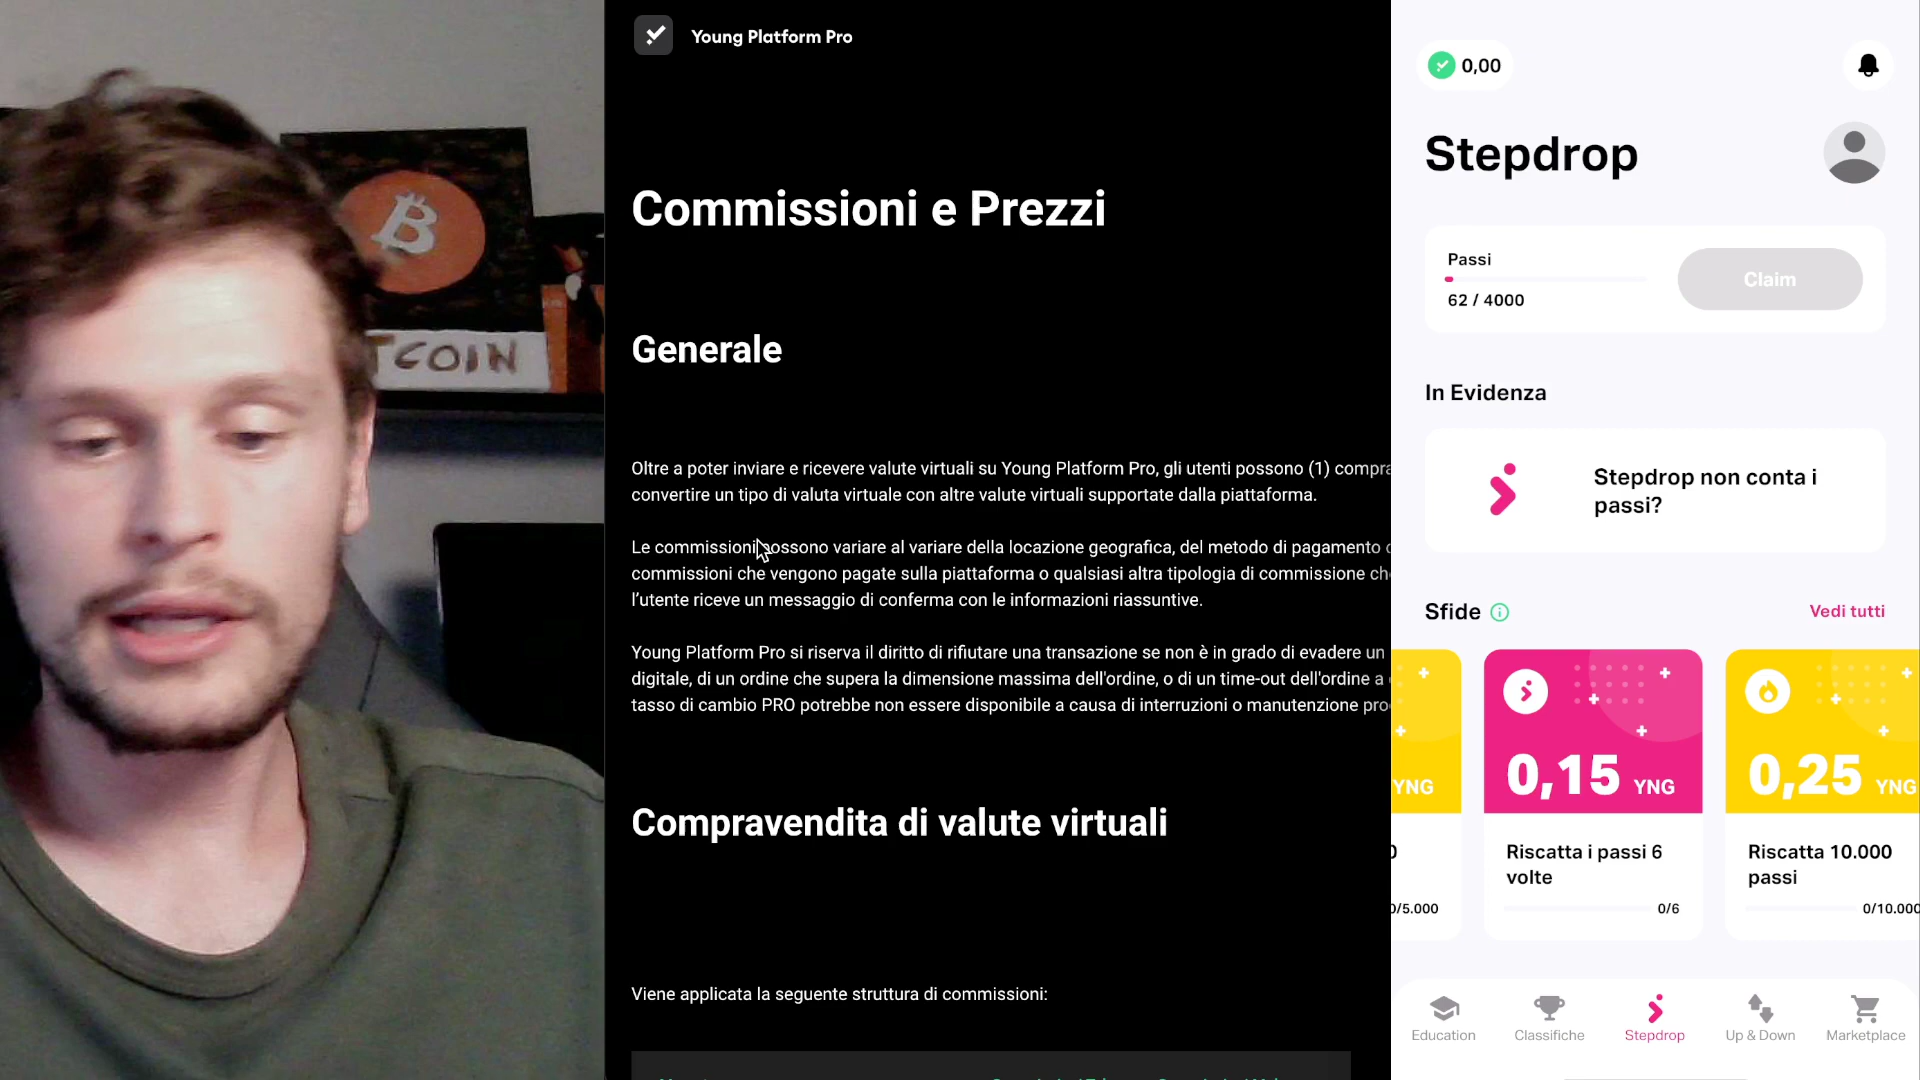 TCOIN
Young Platform Pro
Commissioni e Prezzi
Generale
Oltre a poter inviare e ricevere valute virtuali su Young Platform Pro, gli utenti possono (1)
convertire un tipo di valuta virtuale con altre valute virtuali supportate dalla piattaforma.
Le commissioni possono variare al variare della locazione geografica, del metodo di pagamento
commissioni che vengono pagate sulla piattaforma o qualsiasi altra tipologia di commissione
l'utente riceve un messaggio di conferma con le informazioni riassuntive.
Young Platform Pro si riserva il diritto di rifiutare una transazione se non è in grado di evadere un
digitale, di un ordine che supera la dimensione massima dell'ordine, o di un time-out dell'ordine a
tasso di cambio PRO potrebbe non essere disponibile a causa di interruzioni o manutenzione
Compravendita di valute virtuali
Viene applicata la seguente struttura di commissioni:
0,00
Stepdrop
Passi
62 / 4000
Claim
In Evidenza
Stepdrop non conta i
passi?
Sfide
Vedi tutti
YNG
0/5.000
0,15 YNG
Riscatta i passi 6
volte
0/6
0,25 YNG
Riscatta 10.000
passi
0/10.000
Education
Classifiche
Stepdrop
Up & Down
Marketplace